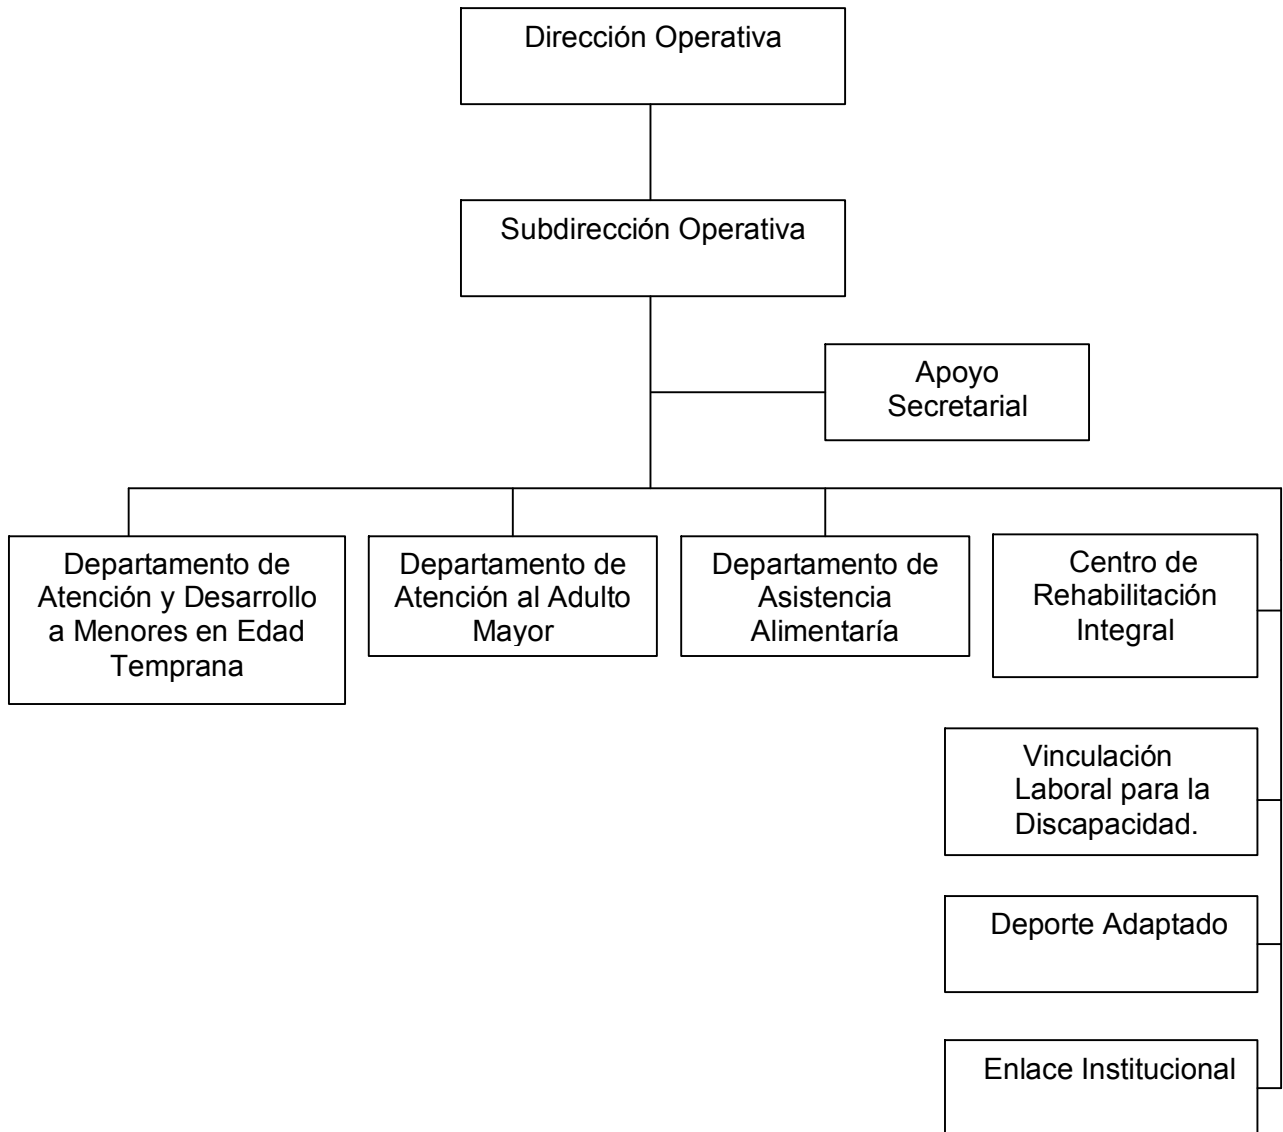 Dirección Operativa
Subdirección Operativa
Apoyo
Secretarial
Departamento de
Atención y Desarrollo
a Menores en Edad
Temprana
Departamento de
Atención al Adulto
Mayor
Departamento de
Asistencia
Alimentaría
Centro de
Rehabilitación
Integral
Vinculación
Laboral para la
Discapacidad.
Deporte Adaptado
Enlace Institucional